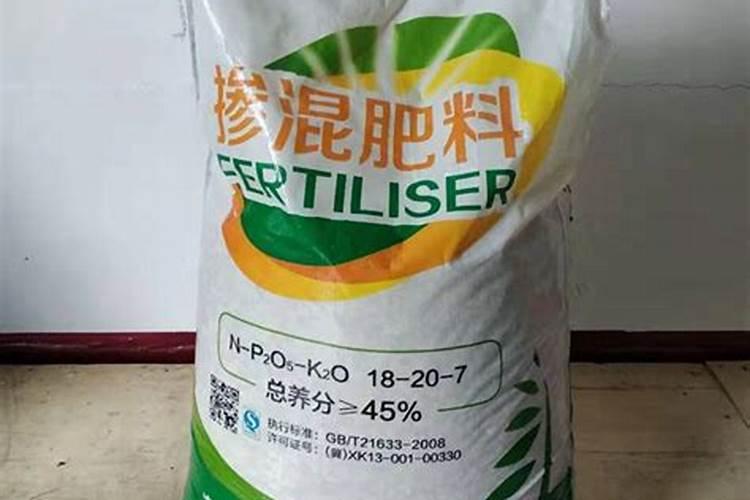 掺混肥料
FERTILISER
N-P₂O₅-K₂O 18-20-7
总养分≥45%
执行标准: GB/T21633-2008
许可证号: (冀)XK13-001-00330